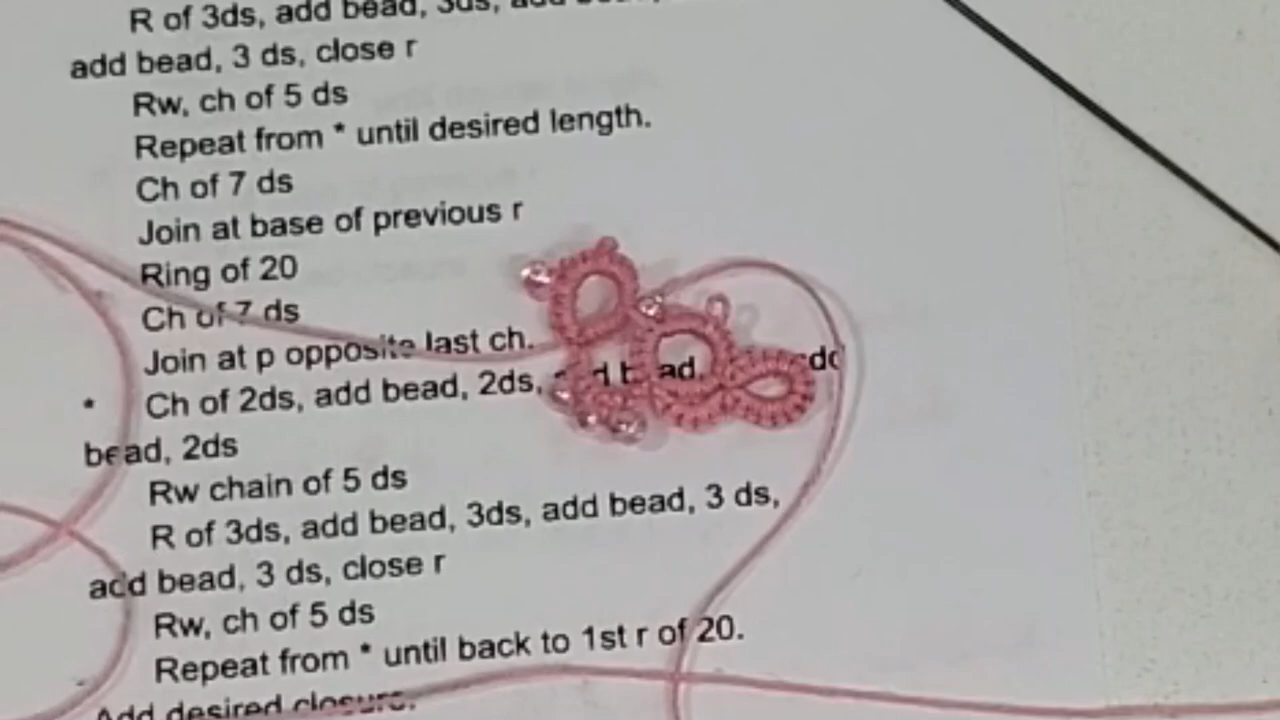 R of 3ds, add bead, 3ds, add
add bead, 3 ds, close r
Rw, ch of 5 ds
Repeat from * until desired length.
Ch of 7 ds
Join at base of previous r
Ring of 20
Ch of 7 ds
Join at p opposite last ch.
* Ch of 2ds, add bead, 2ds, bead,
bead, 2ds
Rw chain of 5 ds
R of 3ds, add bead, 3ds, add bead, 3 ds,
add bead, 3 ds, close r
Rw, ch of 5 ds
Repeat from * until back to 1st r of 20.
Add desired closure.